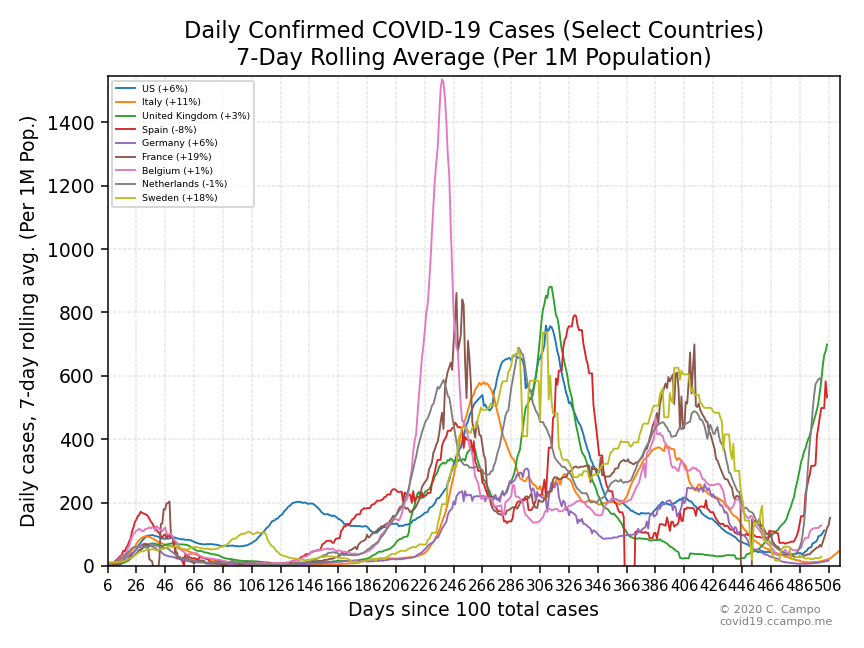 Daily Confirmed COVID-19 Cases (Select Countries)
7-Day Rolling Average (Per 1M Population)
Daily cases, 7-day rolling avg. (Per 1M Pop.)
1400
1200
1000
800
600
400
200
0
US (+6%)
Italy (+11%)
United Kingdom (+3%)
Spain (-8%)
Germany (+6%)
France (+19%)
Belgium (+1%)
Netherlands (-1%)
Sweden (+18%)
6 26 46 66 86 106 126 146 166 186 206 226 246 266 286 306 326 346 366 386 406 426 446 466 486 506
Days since 100 total cases
© 2020 C. Campo
covid19.ccampo.me